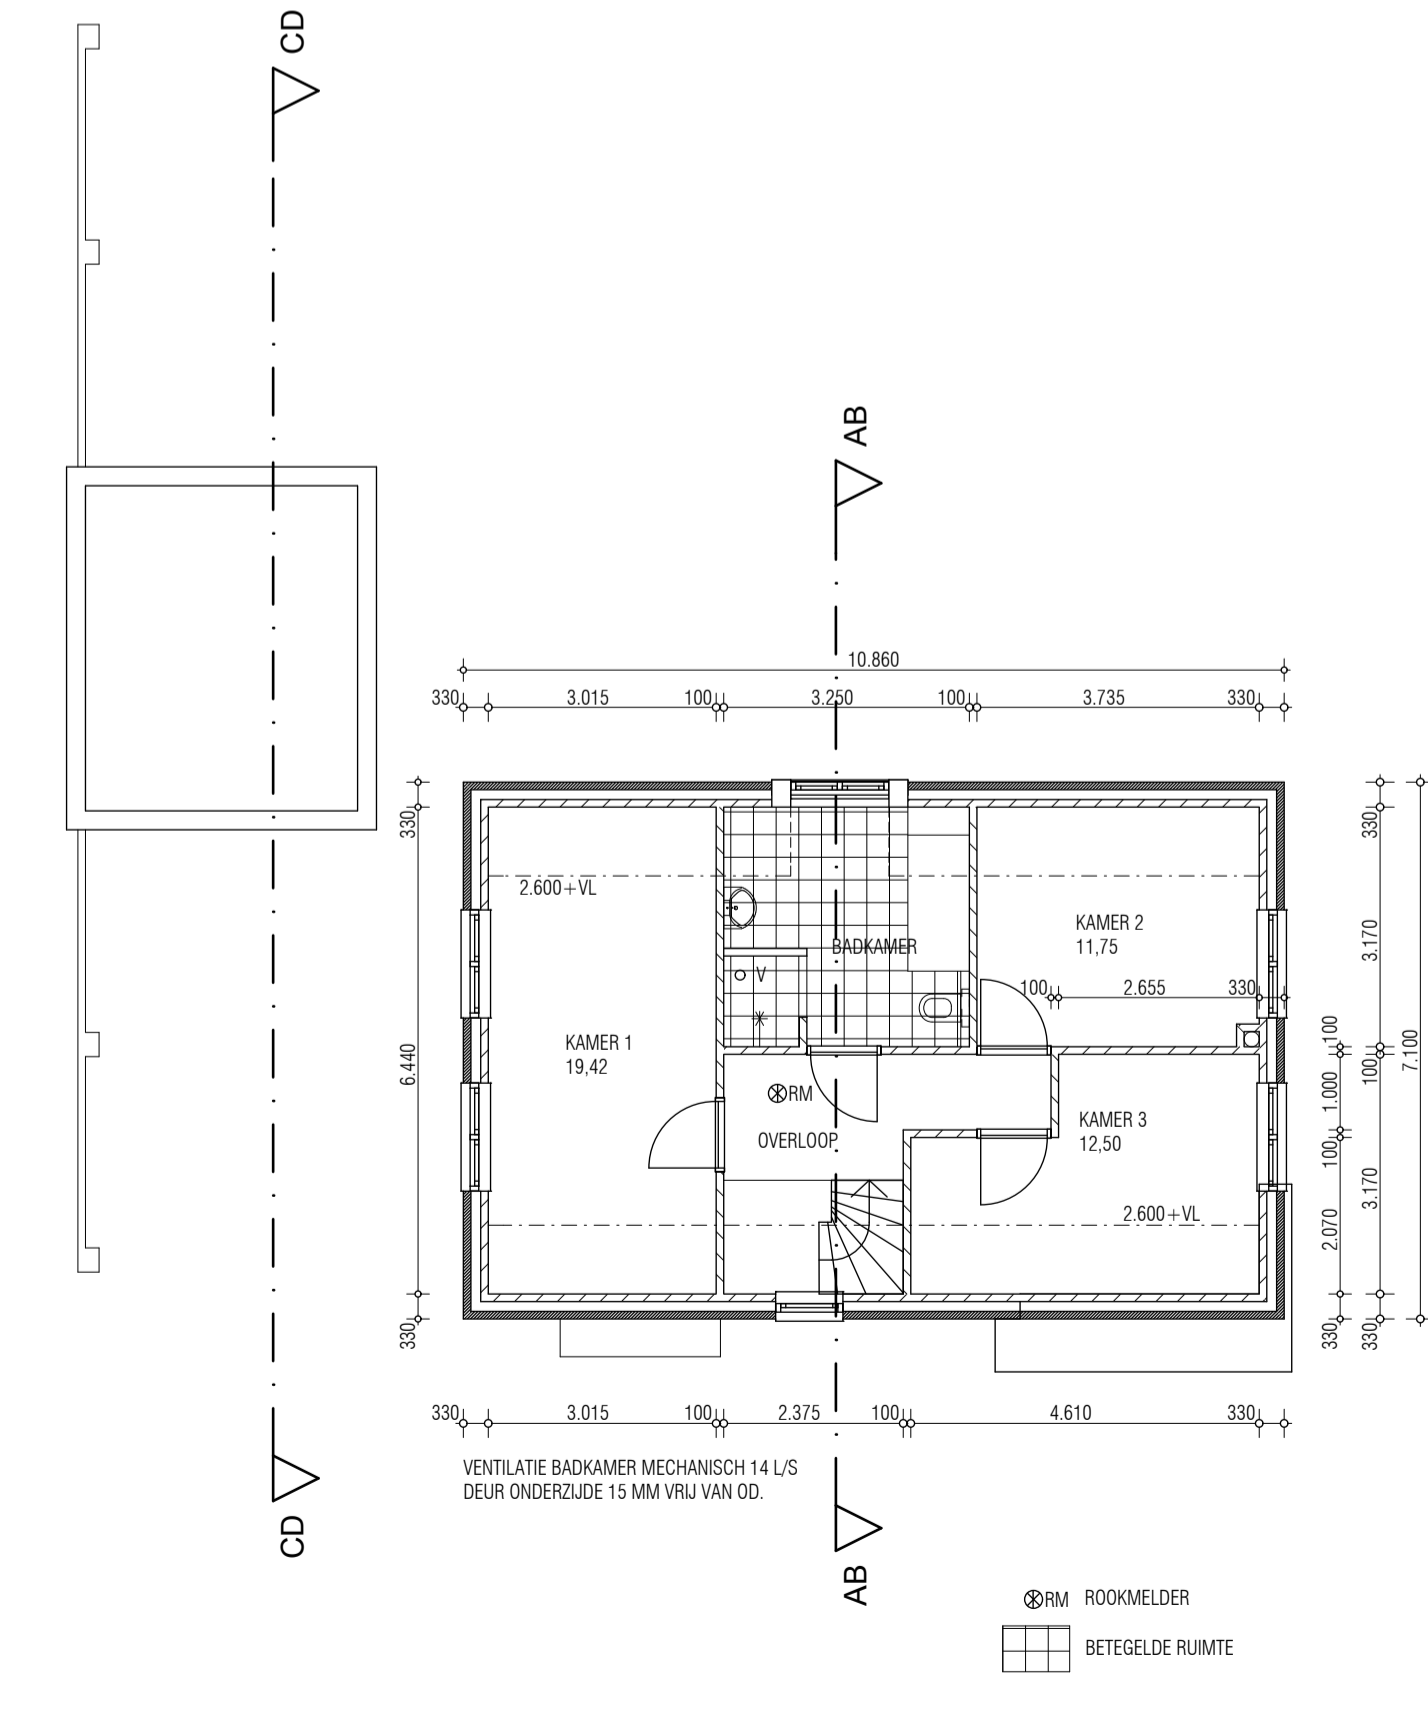 CD
AB
10.860
330
3.015
100
3.250
100
3.735
330
330
6.440
330
2.600+VL
BADKAMER
V
KAMER 1
19,42
KAMER 2
11,75
100
2.655
330
RM
OVERLOOP
KAMER 3
12,50
2.600+VL
100
1.000
100
2.070
330
330
3.170
100
3.170
330
7.100
330
3.015
100
2.375
100
4.610
330
VENTILATIE BADKAMER MECHANISCH 14 L/S
DEUR ONDERZIJDE 15 MM VRIJ VAN OD.
CD
AB
RM ROOKMELDER
BETEGELDE RUIMTE